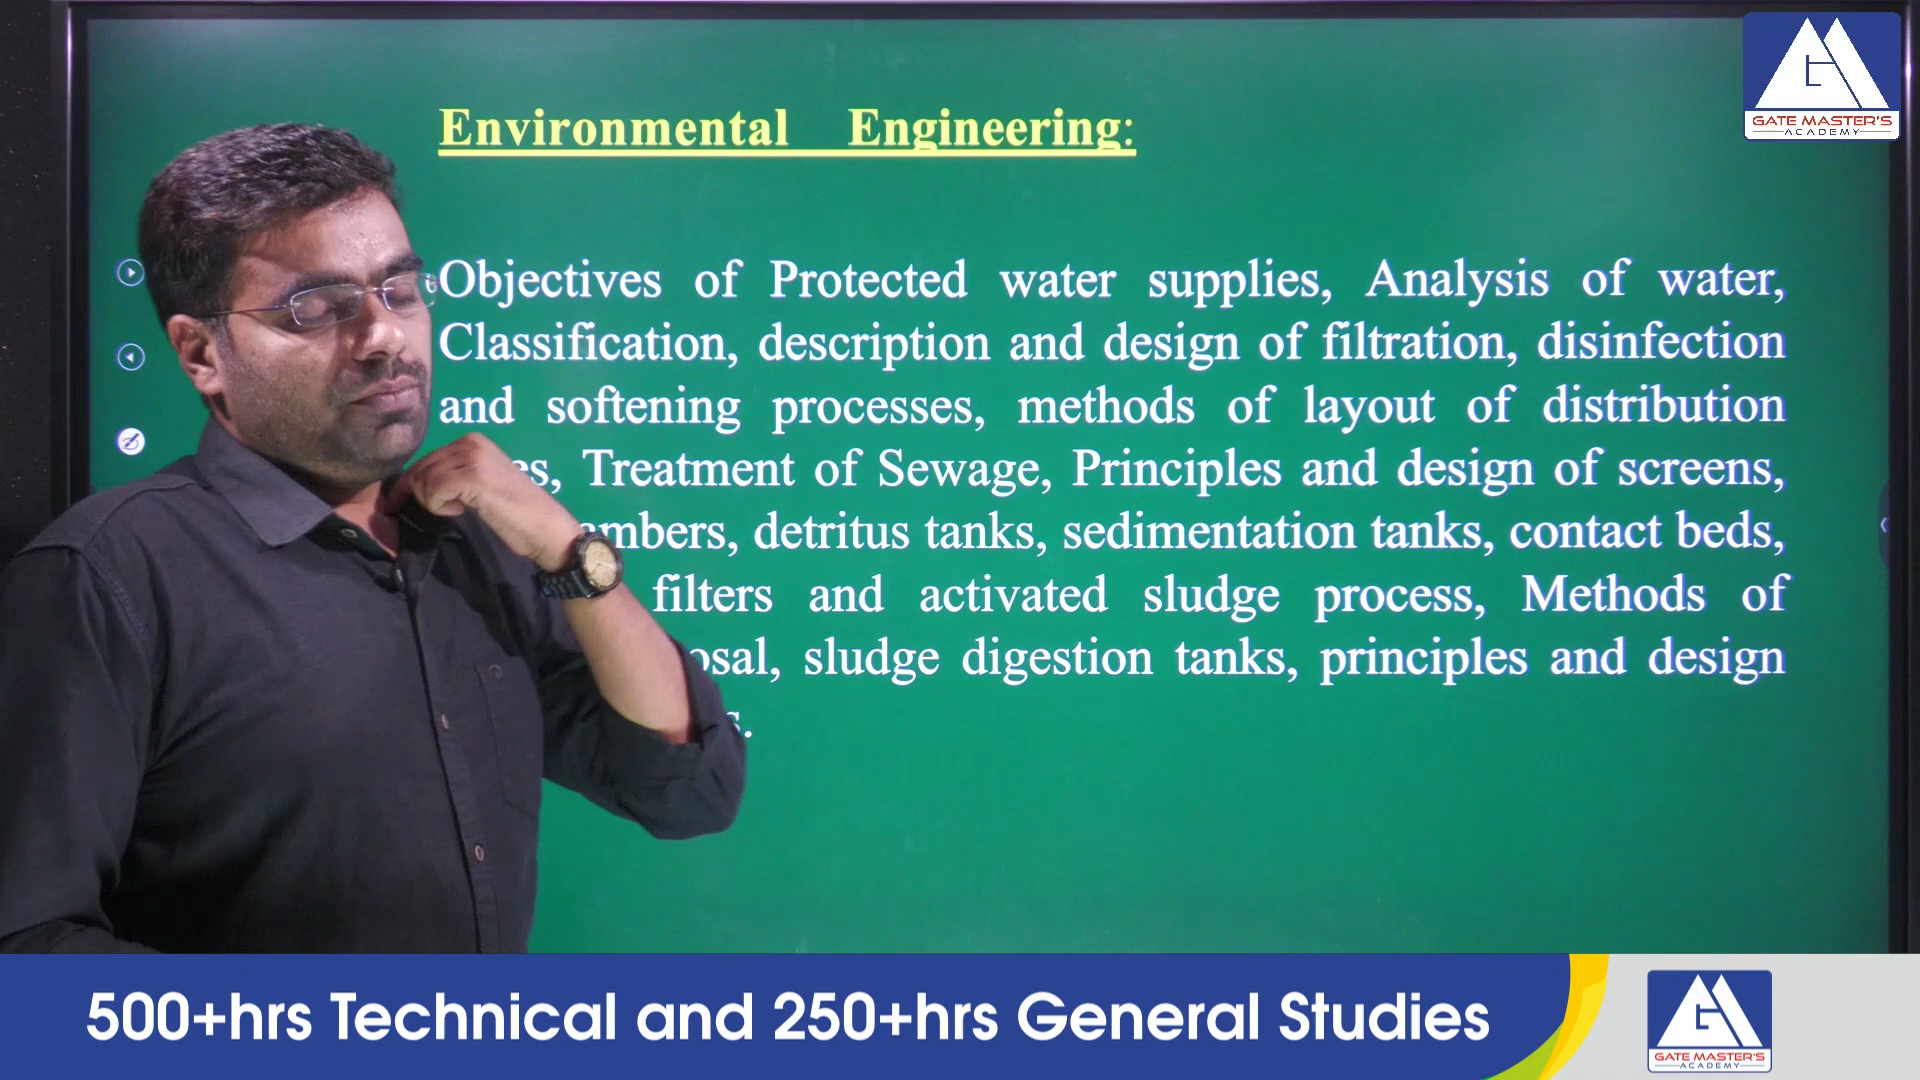 GATE MASTER'S
ACADEMY
Environmental Engineering:
Objectives of Protected water supplies, Analysis of water,
Classification, description and design of filtration, disinfection
and softening processes, methods of layout of distribution
Treatment of Sewage, Principles and design of screens,
detritus tanks, sedimentation tanks, contact beds,
filters and activated sludge process, Methods of
sludge digestion tanks, principles and design
500+hrs Technical and 250+hrs General Studies
GATE MASTER'S
ACADEMY